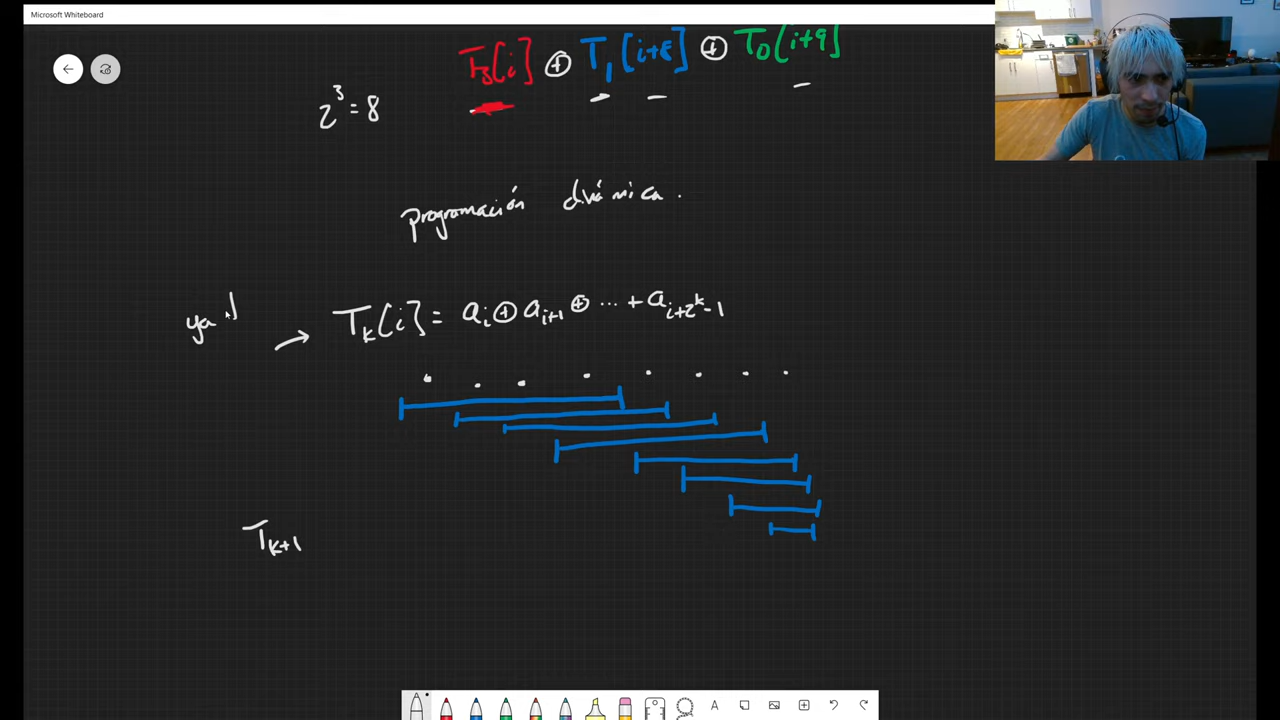 Microsoft Whiteboard
T₃[i] ⊕ T₁[i+8] ⊕ T₀[i+9]
2³ = 8
programación dinámica.
ya
T_k[i] = a_i ⊕ a_{i+1} ⊕ ... + a_{i+2^k-1}
T_{k+1}
A